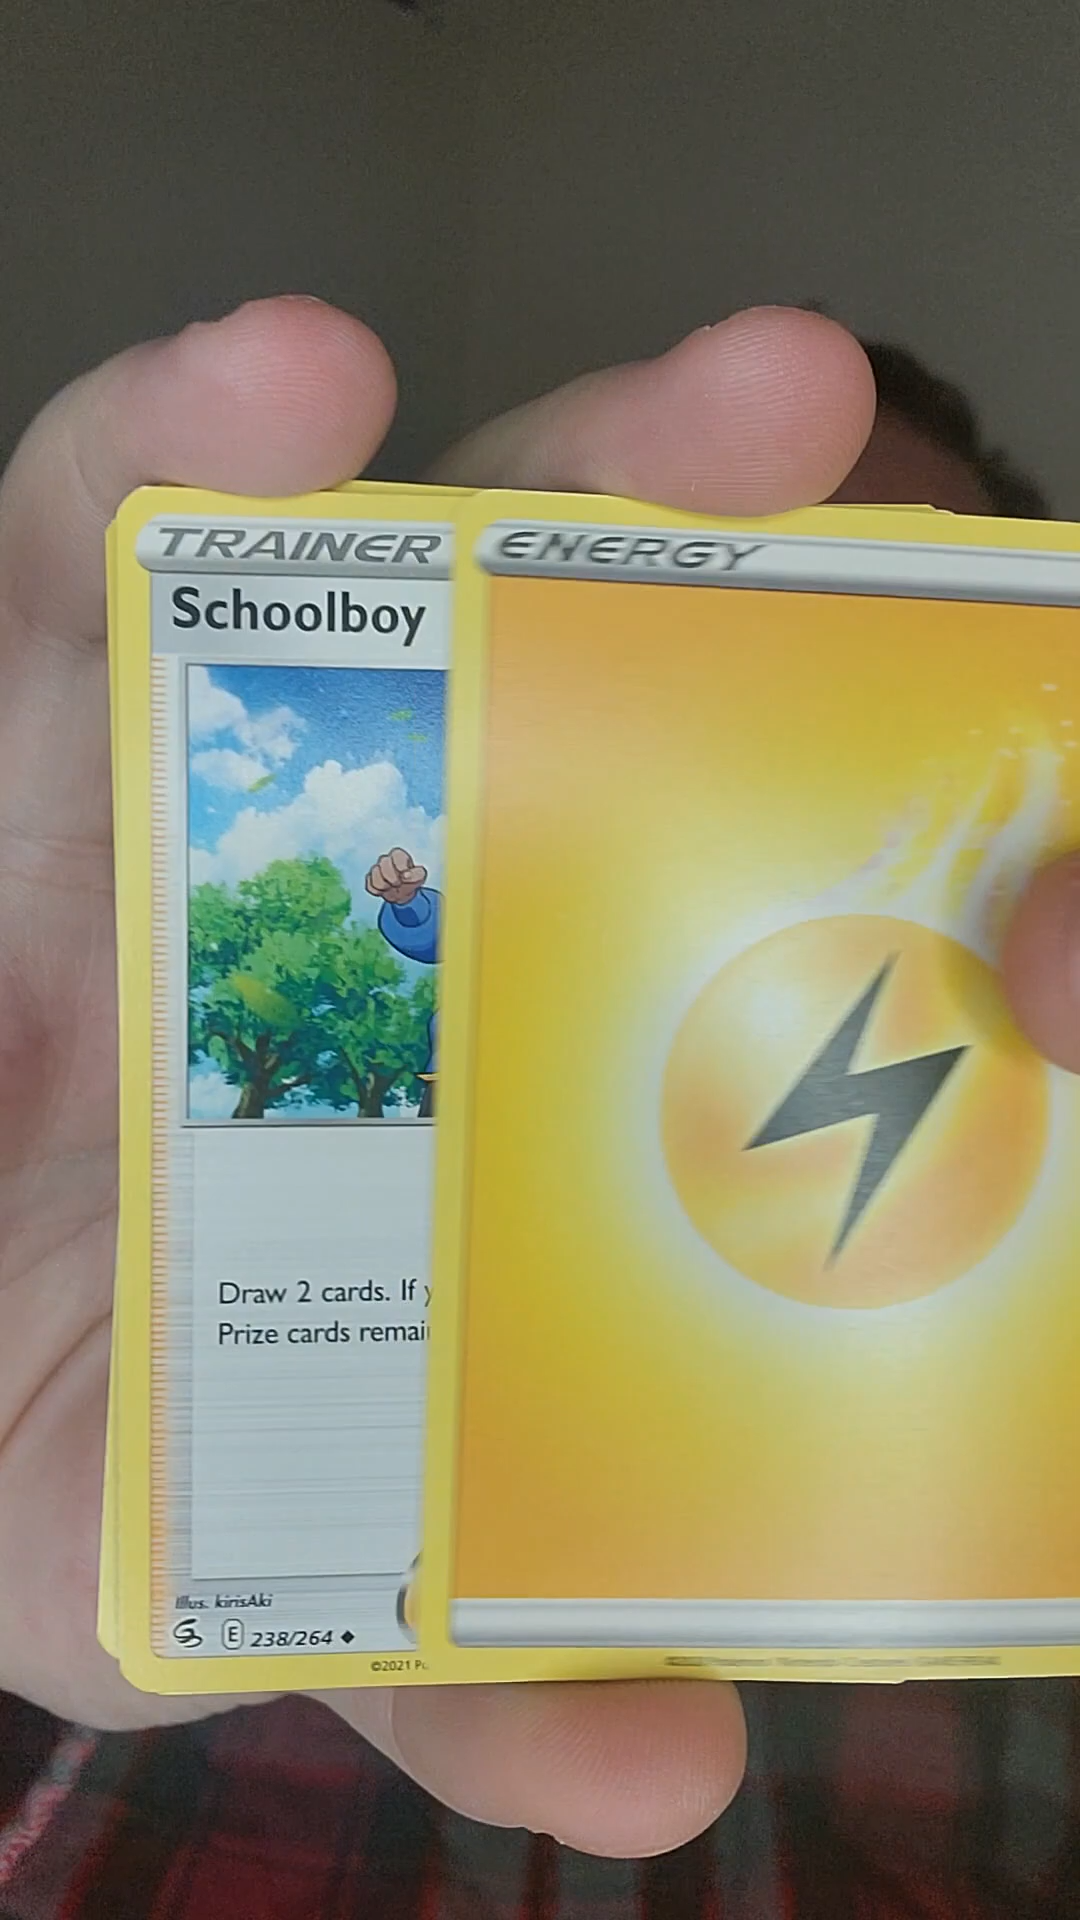 TRAINER
Schoolboy
Draw 2 cards. If
Prize cards remai
Illus. kirisAki
E 238/264
©2021
ENERGY